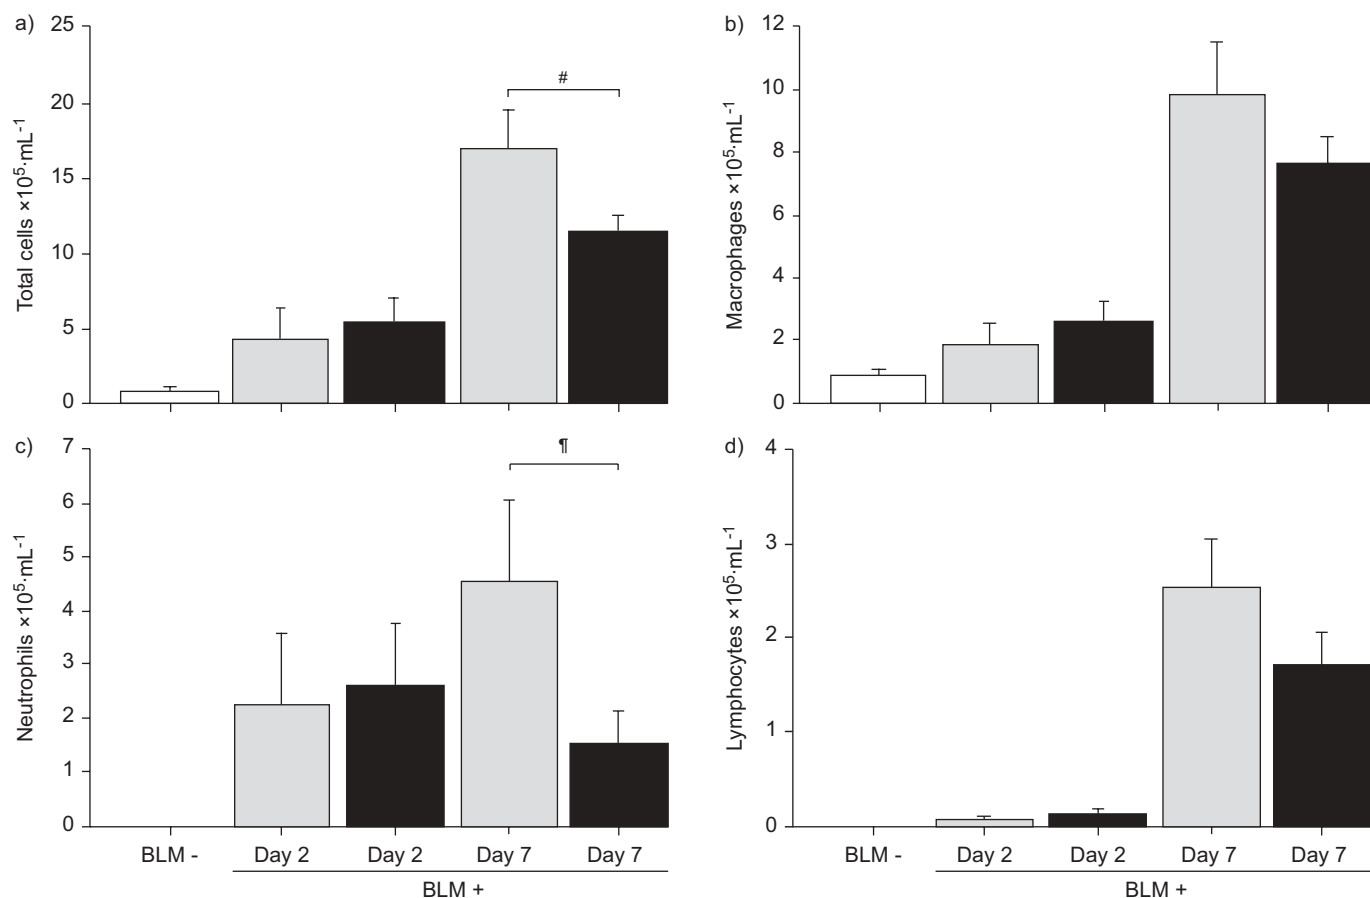 a)
Total cells ×10⁵·mL⁻¹
25
20
15
10
5
0
#
b)
Macrophages ×10⁵·mL⁻¹
12
10
8
6
4
2
0
c)
Neutrophils ×10⁵·mL⁻¹
7
6
5
4
3
2
1
0
¶
BLM -
Day 2
Day 2
Day 7
Day 7
BLM +
d)
Lymphocytes ×10⁵·mL⁻¹
4
3
2
1
0
BLM -
Day 2
Day 2
Day 7
Day 7
BLM +